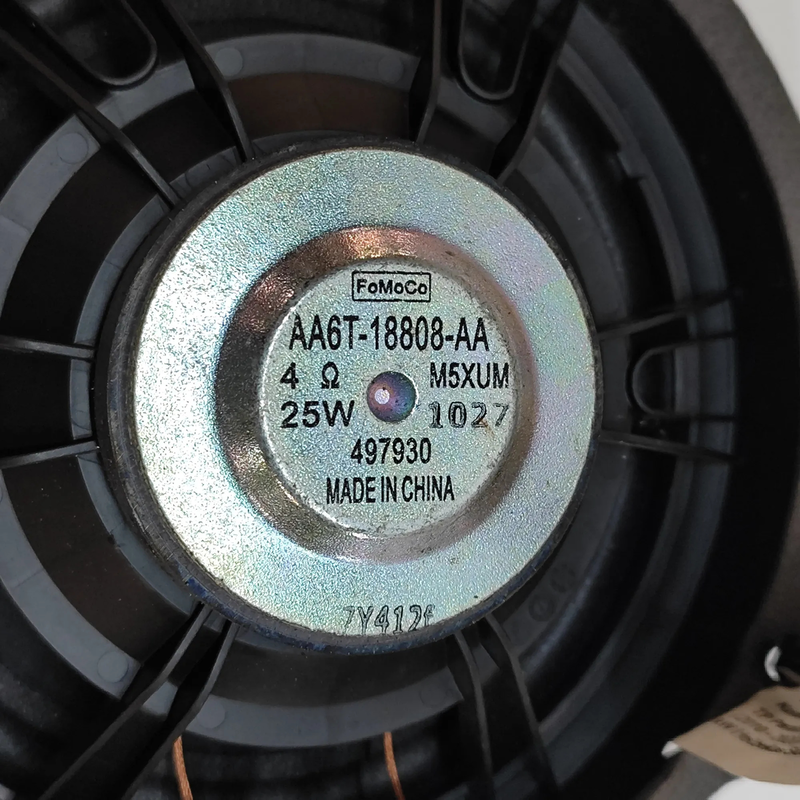 FoMoCo
AA6T-18808-AA
4 Ω M5XUM
25W 1027
497930
MADE IN CHINA